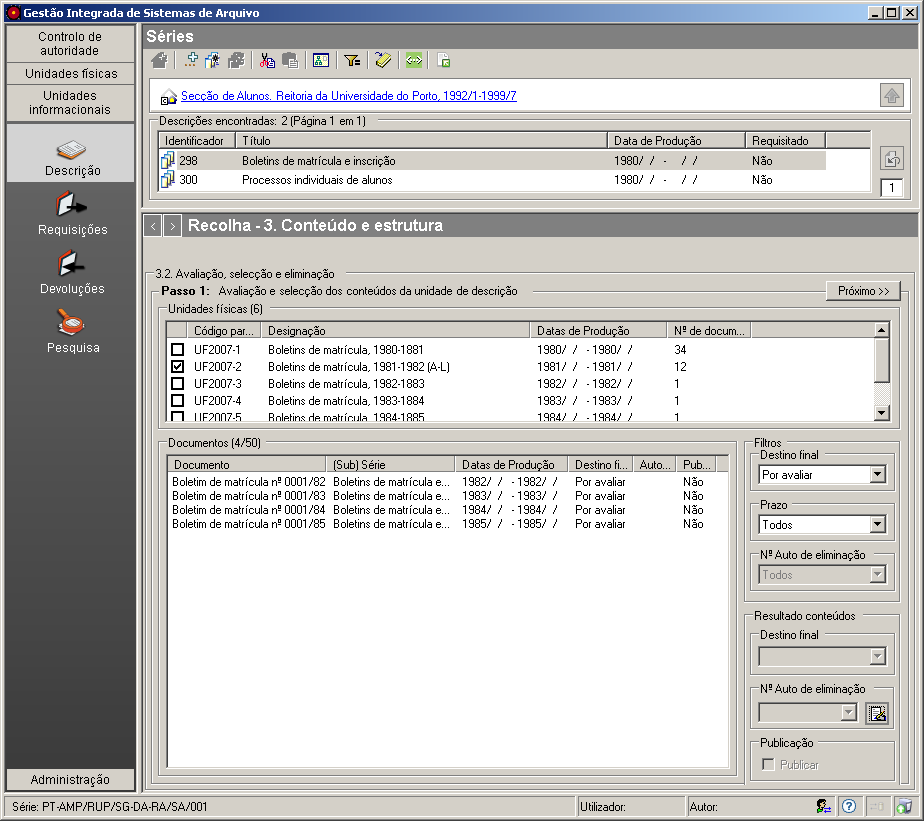 Gestão Integrada de Sistemas de Arquivo
Controlo de
autoridade
Unidades físicas
Unidades
informacionais
Descrição
Requisições
Devoluções
Pesquisa
Administração
Séries
Secção de Alunos. Reitoria da Universidade do Porto, 1992/1-1999/7
Descrições encontradas: 2 (Página 1 em 1)
Identificador Título Data de Produção Requisitado
298 Boletins de matrícula e inscrição 1980/ / - / / Não
300 Processos individuais de alunos 1980/ / - / / Não
1
< > Recolha - 3. Conteúdo e estrutura
3.2. Avaliação, selecção e eliminação
Passo 1: Avaliação e selecção dos conteúdos da unidade de descrição
Próximo >>
Unidades físicas (6)
Código par... Designação Datas de Produção Nº de docum...
UF2007-1 Boletins de matrícula, 1980-1881 1980/ / - 1980/ / 34
UF2007-2 Boletins de matrícula, 1981-1982 (A-L) 1981/ / - 1981/ / 12
UF2007-3 Boletins de matrícula, 1982-1883 1982/ / - 1982/ / 1
UF2007-4 Boletins de matrícula, 1983-1884 1983/ / - 1983/ / 1
UF2007-5 Boletins de matrícula, 1984-1885 1984/ / - 1984/ / 1
Documentos (4/50)
Documento (Sub) Série Datas de Produção Destino fi... Auto... Pub...
Boletim de matrícula nº 0001/82 Boletins de matrícula e... 1982/ / - 1982/ / Por avaliar Não
Boletim de matrícula nº 0001/83 Boletins de matrícula e... 1983/ / - 1983/ / Por avaliar Não
Boletim de matrícula nº 0001/84 Boletins de matrícula e... 1984/ / - 1984/ / Por avaliar Não
Boletim de matrícula nº 0001/85 Boletins de matrícula e... 1985/ / - 1985/ / Por avaliar Não
Filtros
Destino final
Por avaliar
Prazo
Todos
Nº Auto de eliminação
Todos
Resultado conteúdos
Destino final
Nº Auto de eliminação
Publicação
Publicar
Série: PT-AMP/RUP/SG-DA-RA/SA/001
Utilizador:
Autor: